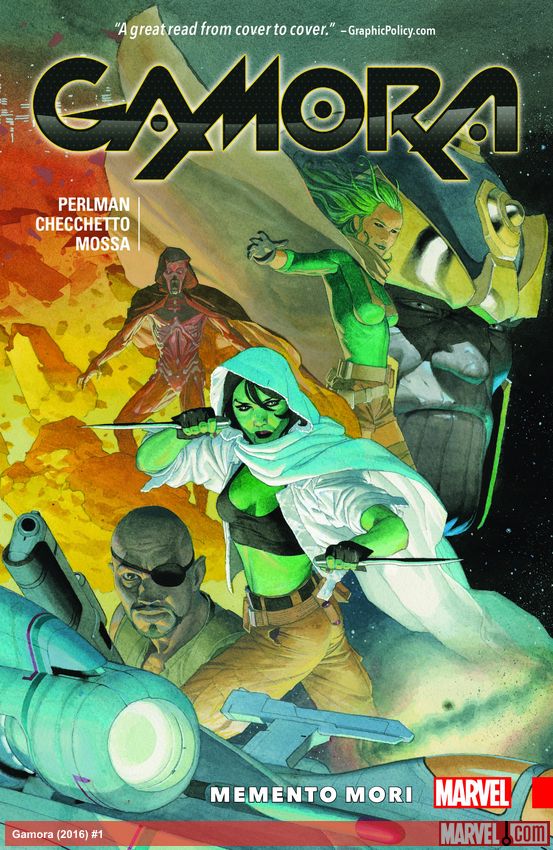 “A great read from cover to cover.” –GraphicPolicy.com
GAMORA
PERLMAN
CHECCHETTO
MOSSA
MEMENTO MORI
MARVEL
Gamora (2016) #1
MARVEL.com